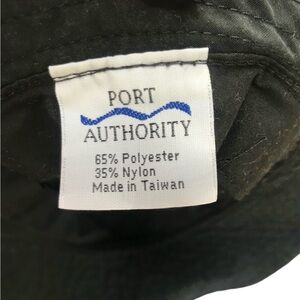 PORT
AUTHORITY
65% Polyester
35% Nylon
Made in Taiwan